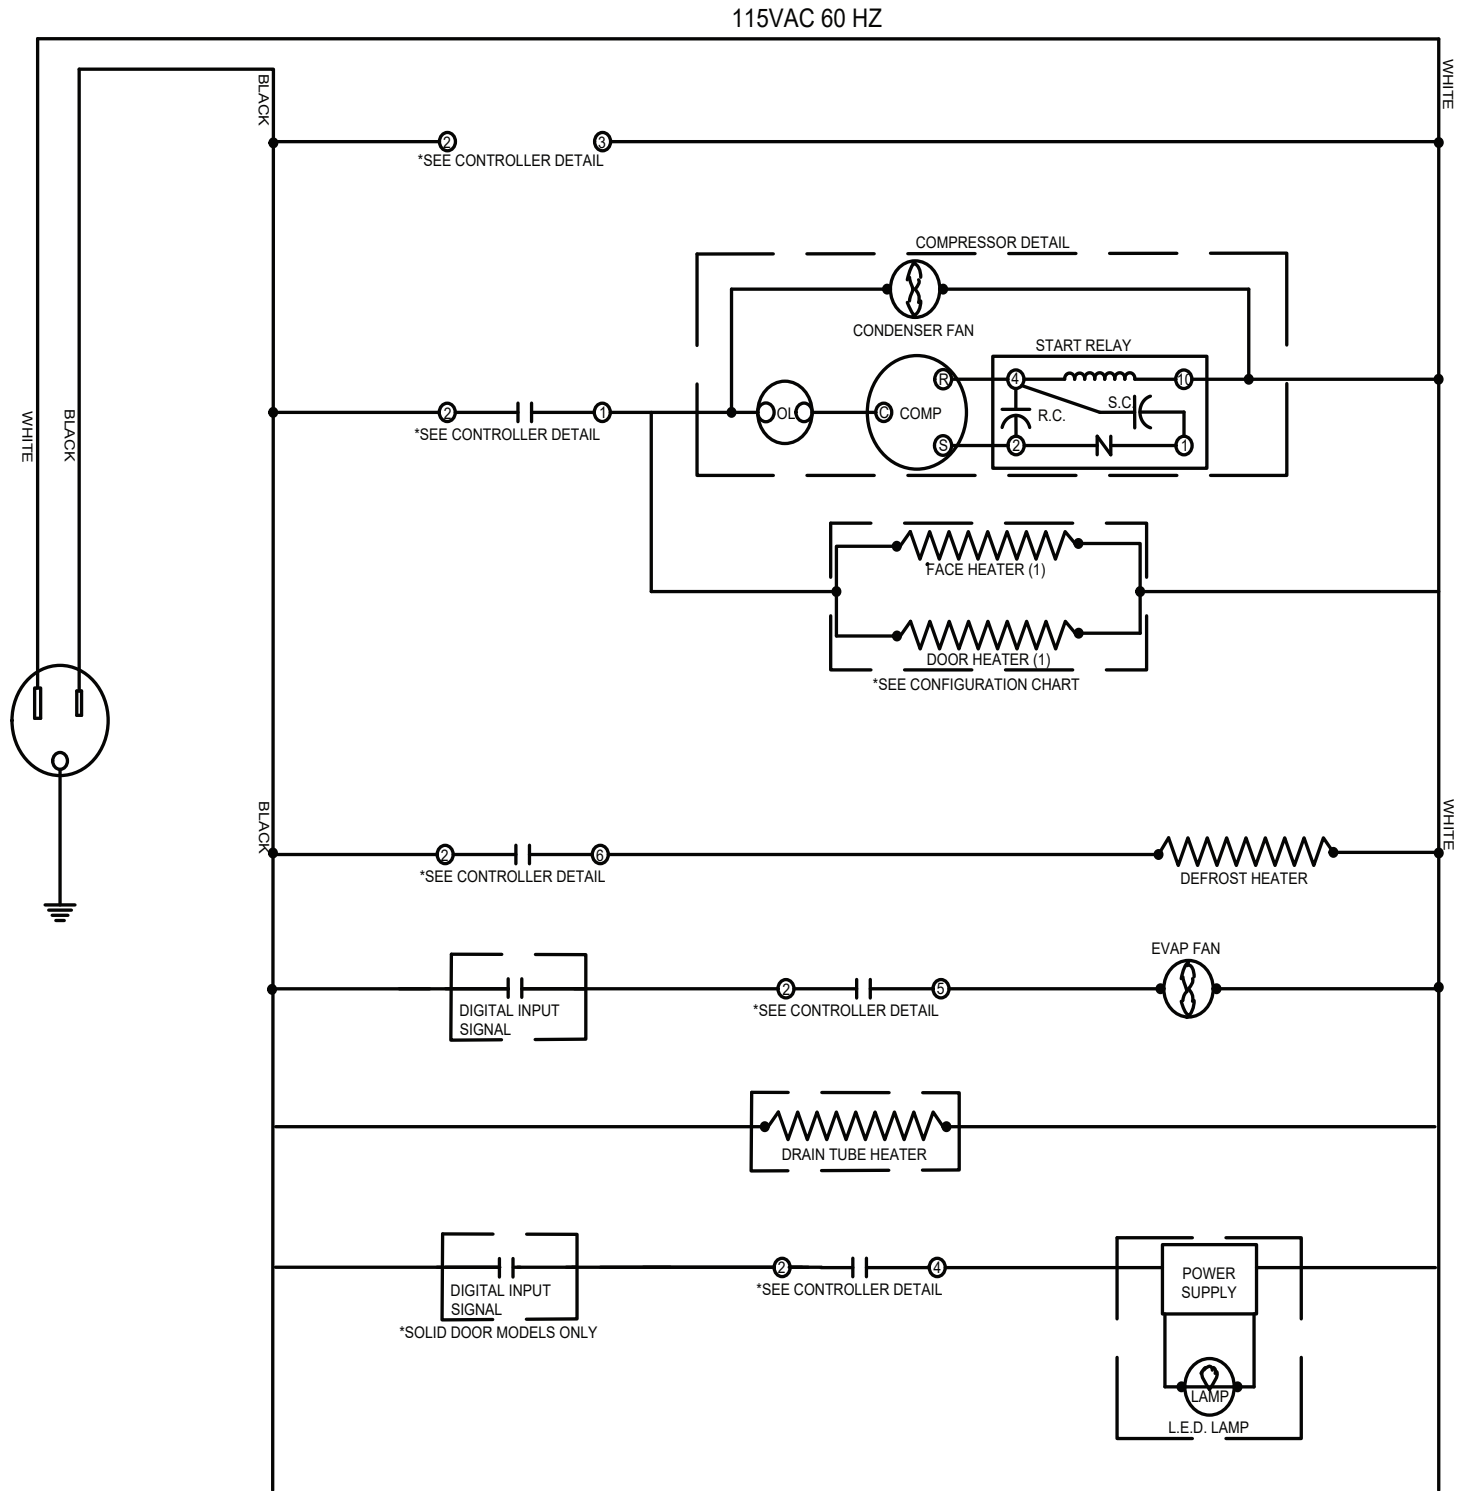 115VAC 60 HZ
BLACK
WHITE
2
3
*SEE CONTROLLER DETAIL
COMPRESSOR DETAIL
CONDENSER FAN
START RELAY
R
4
10
S.C
R.C.
2
1
OL
C
COMP
*SEE CONTROLLER DETAIL
S
2
1
WHITE
BLACK
FACE HEATER (1)
DOOR HEATER (1)
*SEE CONFIGURATION CHART
BLACK
WHITE
2
6
*SEE CONTROLLER DETAIL
DEFROST HEATER
EVAP FAN
2
5
DIGITAL INPUT
SIGNAL
*SEE CONTROLLER DETAIL
DRAIN TUBE HEATER
2
4
DIGITAL INPUT
SIGNAL
*SEE CONTROLLER DETAIL
POWER
SUPPLY
*SOLID DOOR MODELS ONLY
LAMP
L.E.D. LAMP